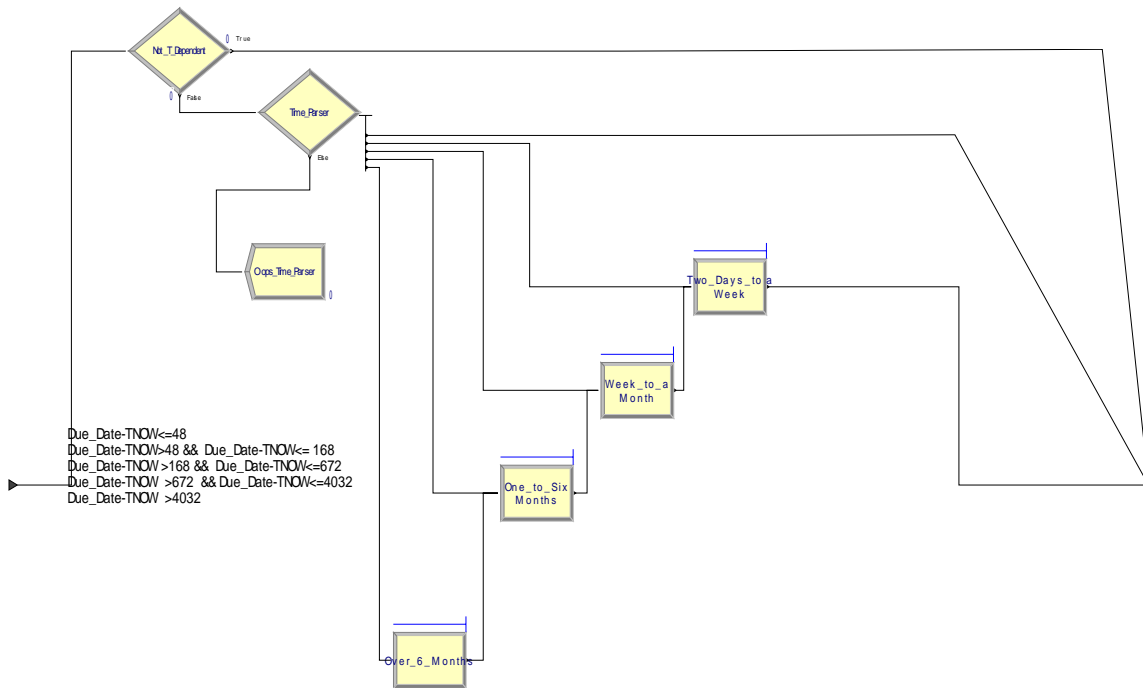 0 True
Not_T_Dependent
0 False
Time_Parser
Else
Oops_Time_Parser
0
Two_Days_to_a
Week
Week_to_a
Month
Due_Date-TNOW<=48
Due_Date-TNOW>48 && Due_Date-TNOW<= 168
Due_Date-TNOW >168 && Due_Date-TNOW<=672
Due_Date-TNOW >672 &&Due_Date-TNOW<=4032
Due_Date-TNOW >4032
One_to_Six
Months
Over_6_Months